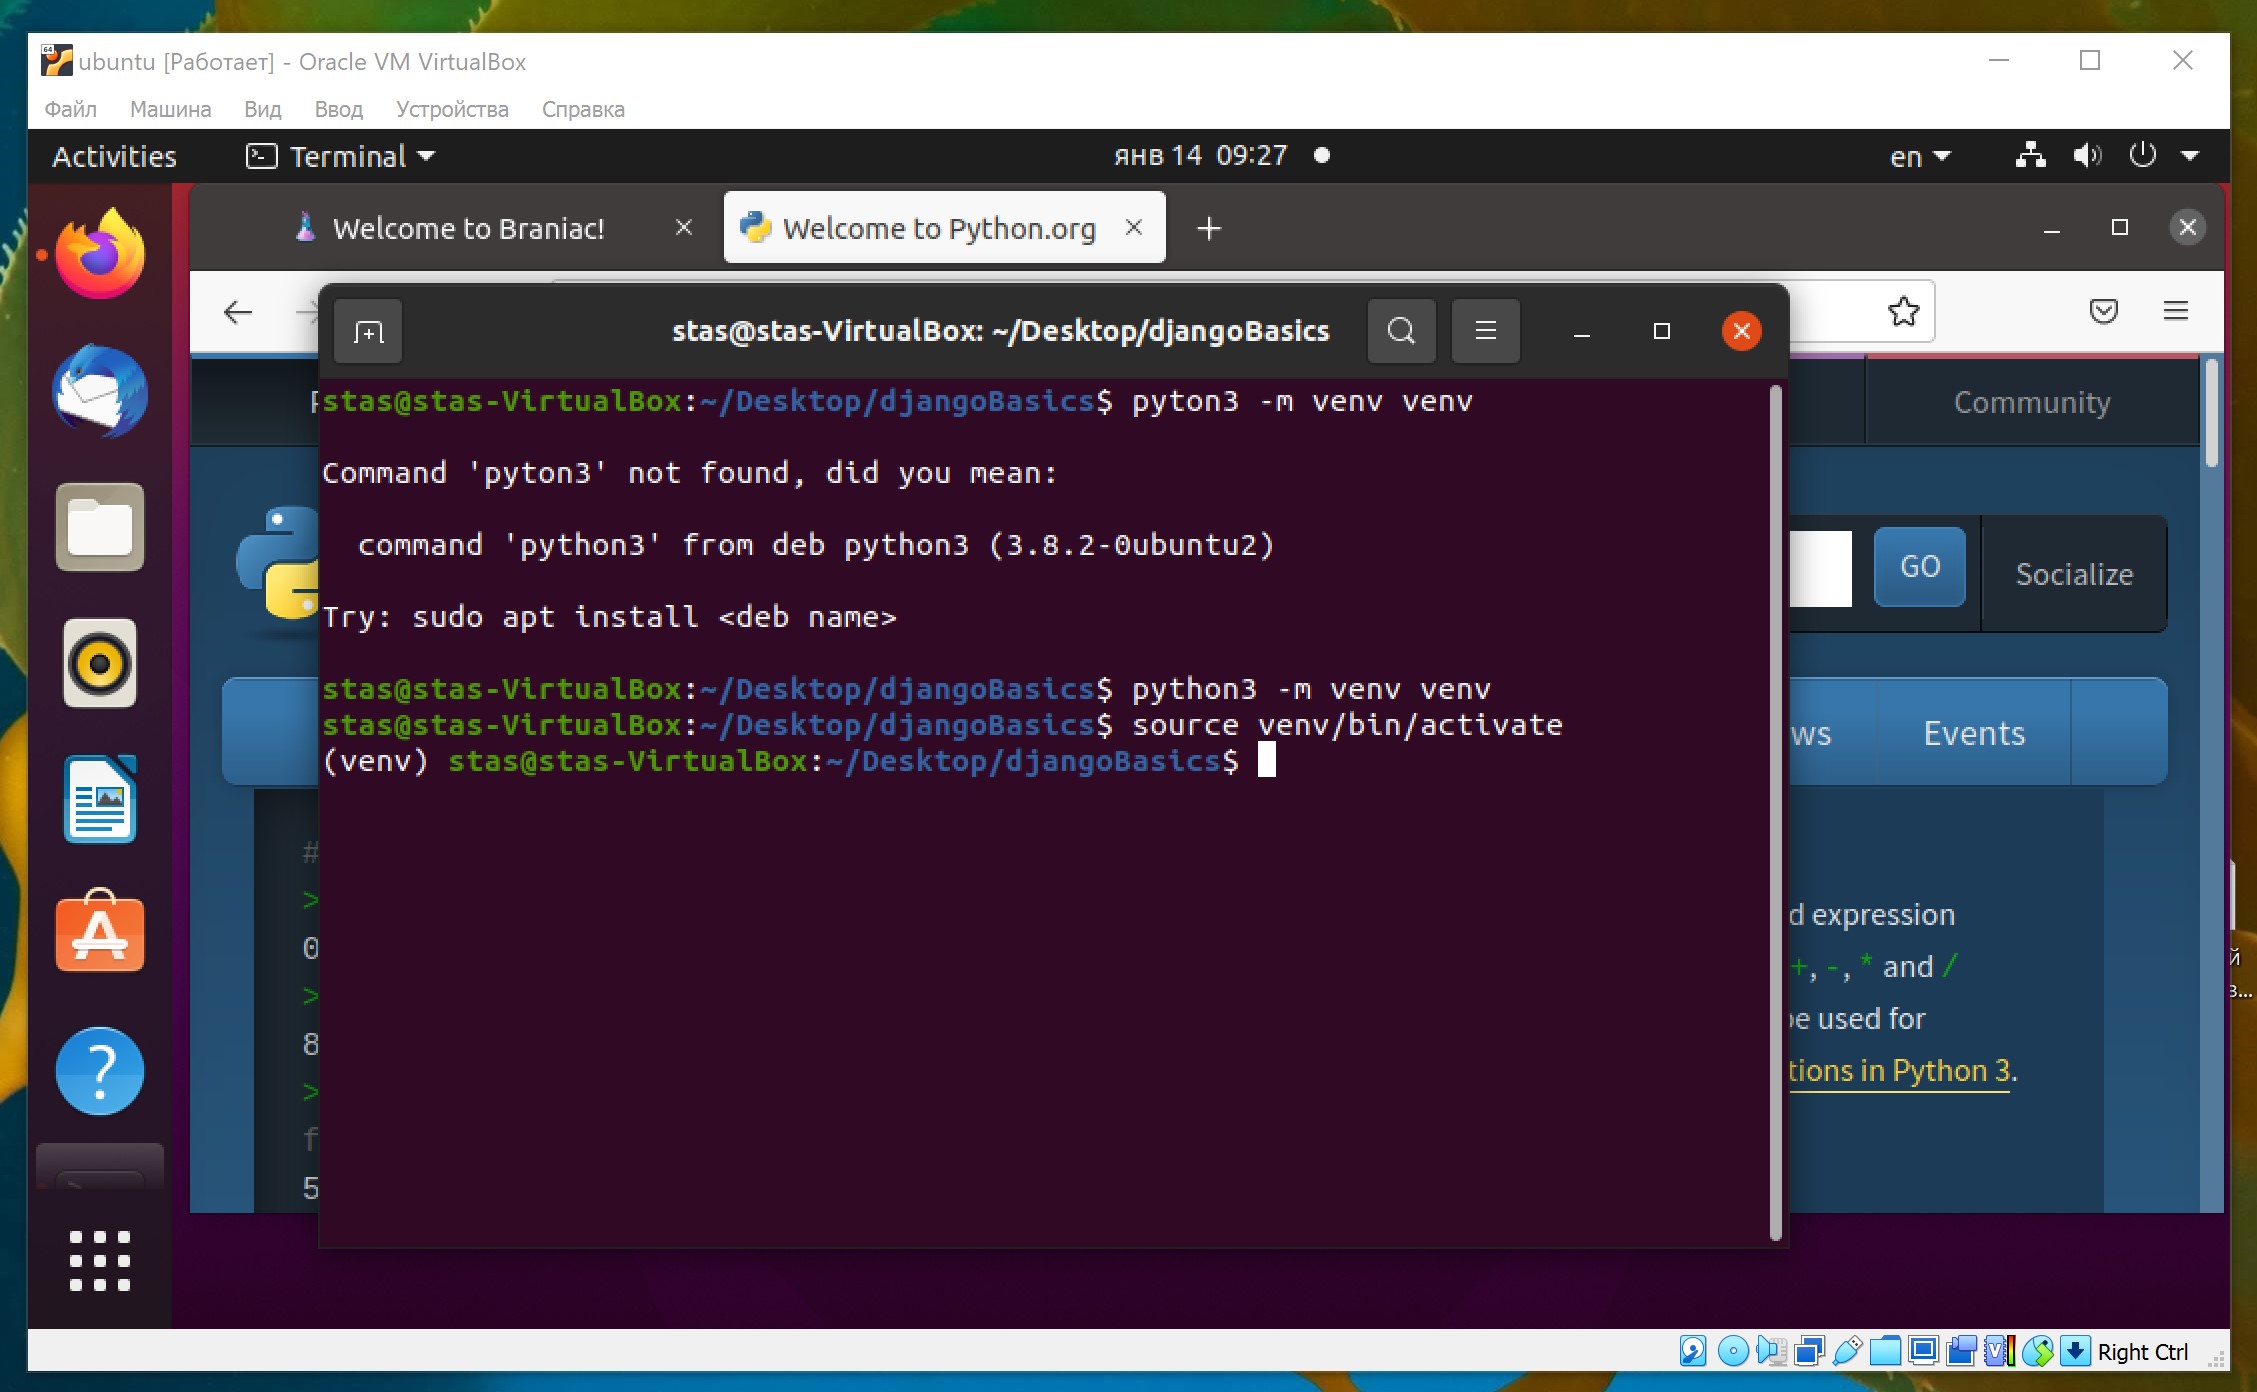 ubuntu [Работает] - Oracle VM VirtualBox
Файл Машина Вид Ввод Устройства Справка
Activities Terminal янв 14 09:27 en
Welcome to Braniac! Welcome to Python.org
stas@stas-VirtualBox: ~/Desktop/djangoBasics
stas@stas-VirtualBox:~/Desktop/djangoBasics$ pyton3 -m venv venv
Command 'pyton3' not found, did you mean:
command 'python3' from deb python3 (3.8.2-0ubuntu2)
Try: sudo apt install <deb name>
stas@stas-VirtualBox:~/Desktop/djangoBasics$ python3 -m venv venv
stas@stas-VirtualBox:~/Desktop/djangoBasics$ source venv/bin/activate
(venv) stas@stas-VirtualBox:~/Desktop/djangoBasics$
Community
GO Socialize
ws Events
#
>
0
>
8
>
f
5
d expression
+, -, * and /
be used for
tions in Python 3.
й
з...
Right Ctrl